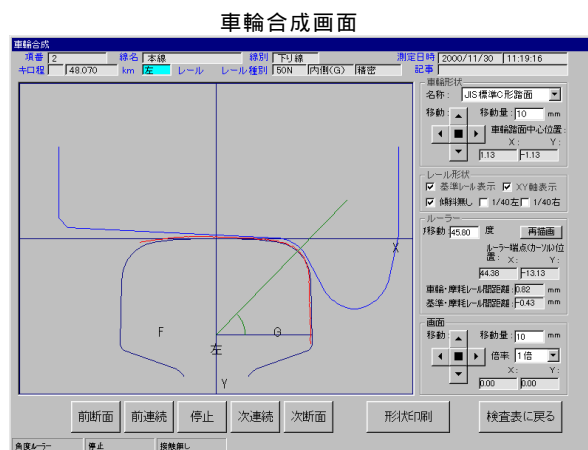 車輪合成画面
車輪合成
項番 2 線名 本線 線別 下り線 測定日時 2000/11/30 11:19:16
キロ程 48.070 km 左 レール レール種別 50N 内側(G) 精密 記事
車輪形状
名称: JIS標準C形踏面
移動: 移動量: 10 mm
車輪踏面中心位置:
X: Y:
1.13 -1.13
レール形状
基準レール表示 XY軸表示
傾斜無し 1/40左 1/40右
ルーラー
移動: 45.80 度 再描画
ルーラー端点(カーソル)位置: X: Y:
44.38 -13.13
車輪・摩耗レール間距離: 0.82 mm
基準・摩耗レール間距離: -0.43 mm
画面
移動: 移動量: 10 mm
倍率: 1倍
X: Y:
0.00 0.00
X
F G
左
Y
前断面 前連続 停止 次連続 次断面 形状印刷 検査表に戻る
角度ルーラー 停止 接触無し